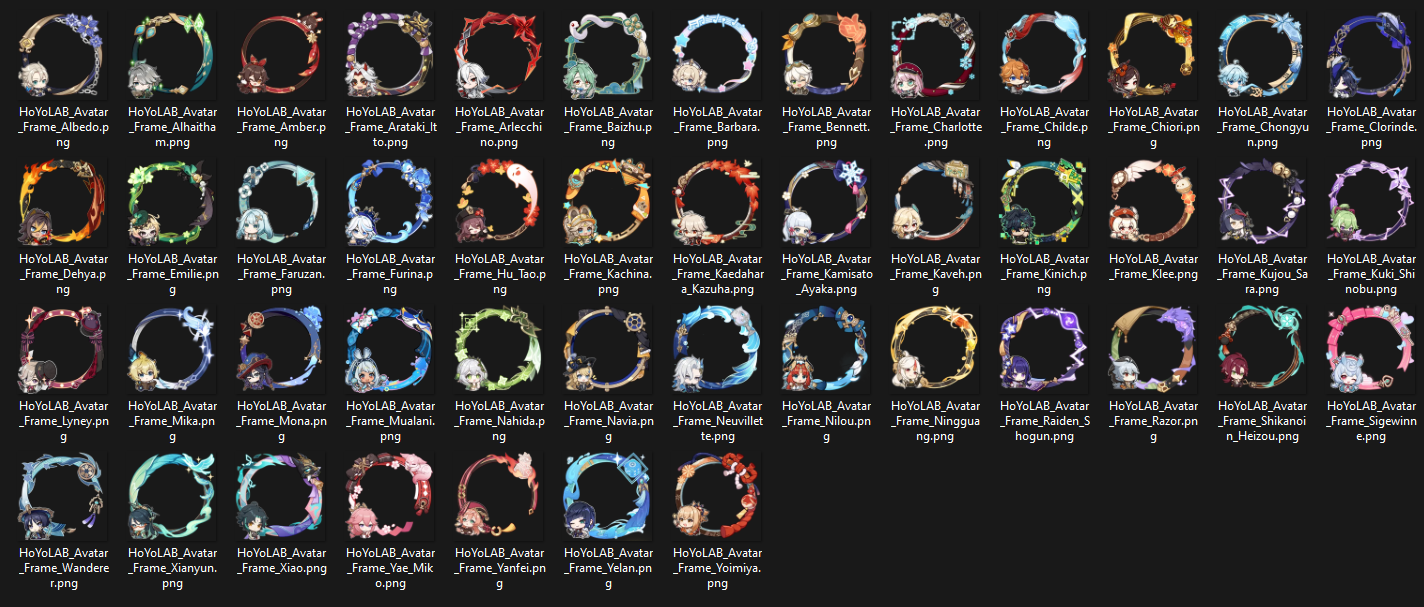 HoYoLAB_Avatar
_Frame_Albedo.p
ng
HoYoLAB_Avatar
_Frame_Alhaitha
m.png
HoYoLAB_Avatar
_Frame_Amber.p
ng
HoYoLAB_Avatar
_Frame_Arataki_It
to.png
HoYoLAB_Avatar
_Frame_Arlecchi
no.png
HoYoLAB_Avatar
_Frame_Baizhu.p
ng
HoYoLAB_Avatar
_Frame_Barbara.
png
HoYoLAB_Avatar
_Frame_Bennett.
png
HoYoLAB_Avatar
_Frame_Charlotte
.png
HoYoLAB_Avatar
_Frame_Childe.p
ng
HoYoLAB_Avatar
_Frame_Chiori.pn
g
HoYoLAB_Avatar
_Frame_Chongyu
n.png
HoYoLAB_Avatar
_Frame_Clorinde.
png
HoYoLAB_Avatar
_Frame_Dehya.p
ng
HoYoLAB_Avatar
_Frame_Emilie.pn
g
HoYoLAB_Avatar
_Frame_Faruzan.
png
HoYoLAB_Avatar
_Frame_Furina.p
ng
HoYoLAB_Avatar
_Frame_Hu_Tao.p
ng
HoYoLAB_Avatar
_Frame_Kachina.
png
HoYoLAB_Avatar
_Frame_Kaedehar
a_Kazuha.png
HoYoLAB_Avatar
_Frame_Kamisato
_Ayaka.png
HoYoLAB_Avatar
_Frame_Kaveh.pn
g
HoYoLAB_Avatar
_Frame_Kinich.p
ng
HoYoLAB_Avatar
_Frame_Klee.png
HoYoLAB_Avatar
_Frame_Kujou_Sa
ra.png
HoYoLAB_Avatar
_Frame_Kuki_Shi
nobu.png
HoYoLAB_Avatar
_Frame_Lyney.pn
g
HoYoLAB_Avatar
_Frame_Mika.pn
g
HoYoLAB_Avatar
_Frame_Mona.p
ng
HoYoLAB_Avatar
_Frame_Mualani.
png
HoYoLAB_Avatar
_Frame_Nahida.p
ng
HoYoLAB_Avatar
_Frame_Navia.pn
g
HoYoLAB_Avatar
_Frame_Neuville
tte.png
HoYoLAB_Avatar
_Frame_Nilou.pn
g
HoYoLAB_Avatar
_Frame_Ninggu
ang.png
HoYoLAB_Avatar
_Frame_Raiden_S
hogun.png
HoYoLAB_Avatar
_Frame_Razor.pn
g
HoYoLAB_Avatar
_Frame_Shikanoi
n_Heizou.png
HoYoLAB_Avatar
_Frame_Sigewinn
e.png
HoYoLAB_Avatar
_Frame_Wandere
r.png
HoYoLAB_Avatar
_Frame_Xianyun.
png
HoYoLAB_Avatar
_Frame_Xiao.png
HoYoLAB_Avatar
_Frame_Yae_Mik
o.png
HoYoLAB_Avatar
_Frame_Yanfei.pn
g
HoYoLAB_Avatar
_Frame_Yelan.pn
g
HoYoLAB_Avatar
_Frame_Yoimiya.
png